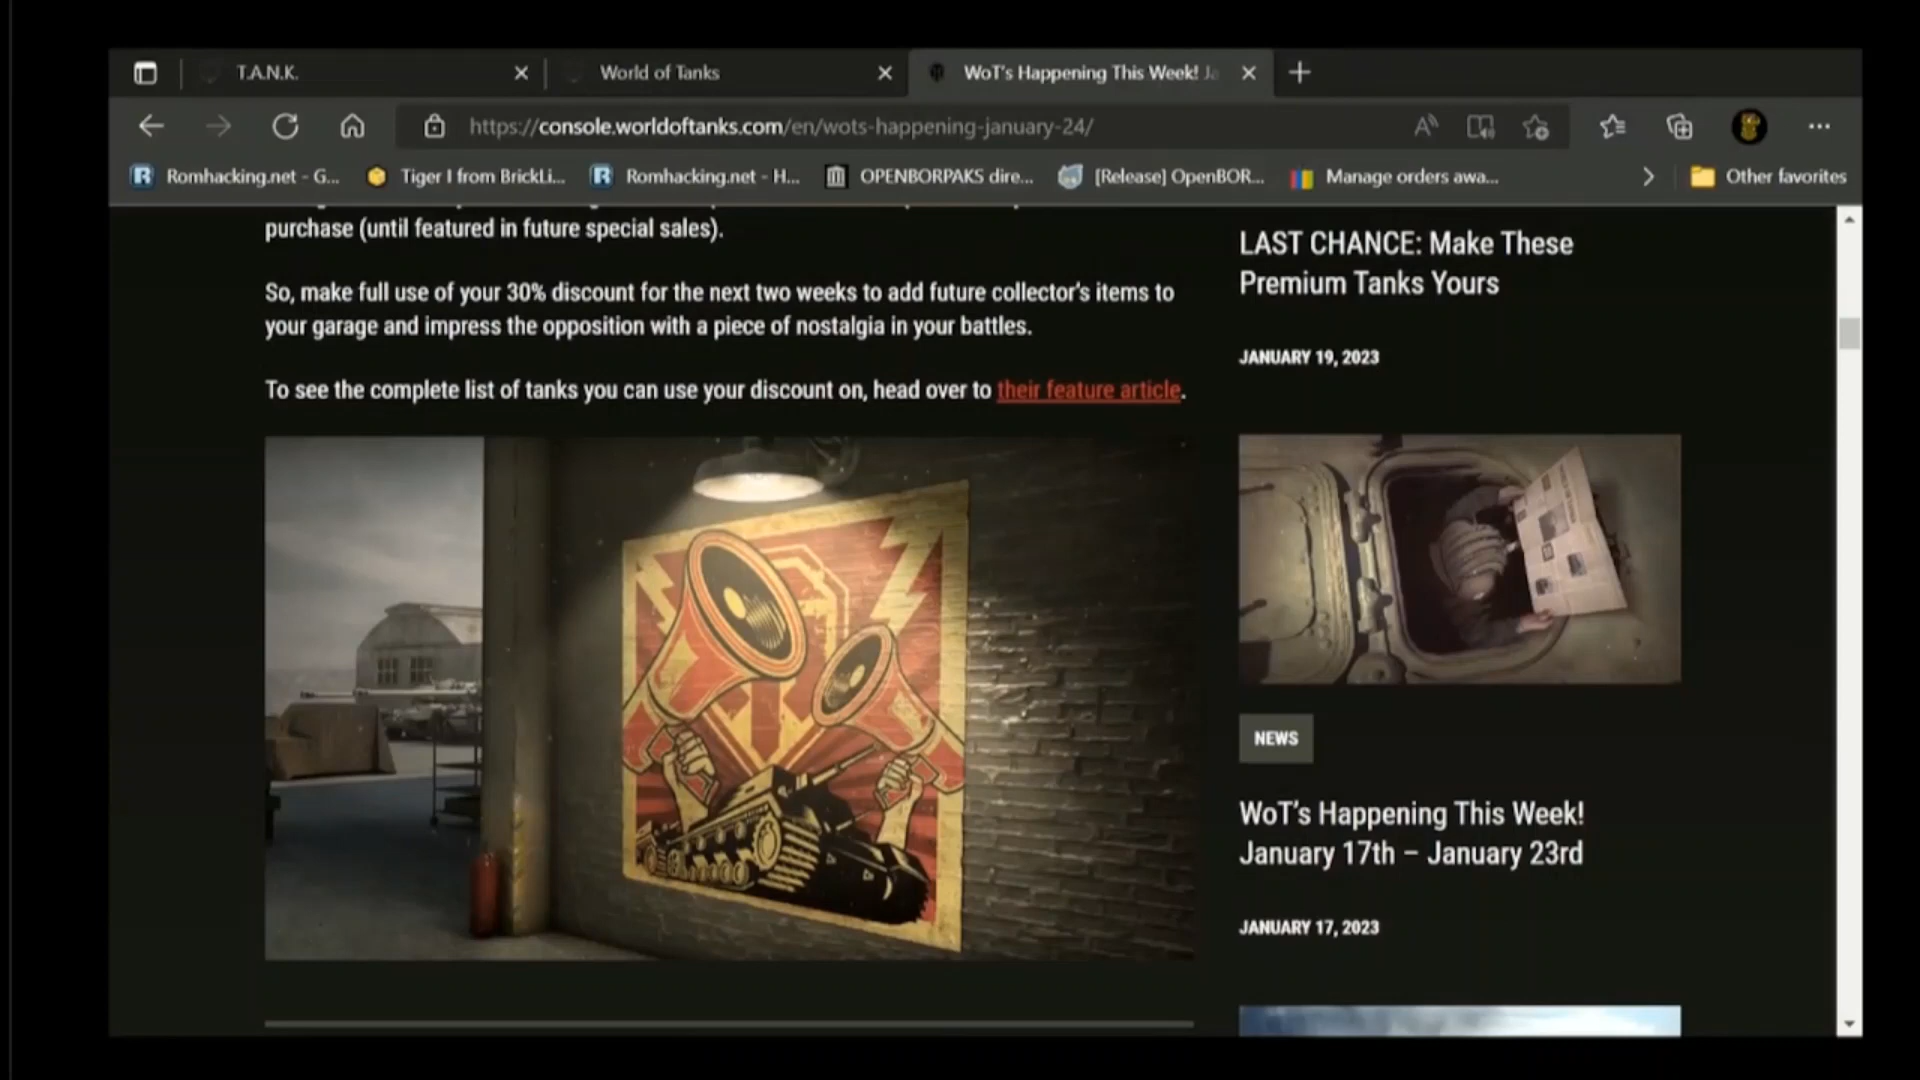 T.A.N.K.
World of Tanks
WoT's Happening This Week! Ja
https://console.worldoftanks.com/en/wots-happening-january-24/
Romhacking.net - G...
Tiger I from BrickLi...
Romhacking.net - H...
OPENBORPAKS dire...
[Release] OpenBOR...
Manage orders awa...
Other favorites
purchase (until featured in future special sales).
So, make full use of your 30% discount for the next two weeks to add future collector's items to
your garage and impress the opposition with a piece of nostalgia in your battles.
To see the complete list of tanks you can use your discount on, head over to their feature article.
LAST CHANCE: Make These
Premium Tanks Yours
JANUARY 19, 2023
NEWS
WoT's Happening This Week!
January 17th – January 23rd
JANUARY 17, 2023